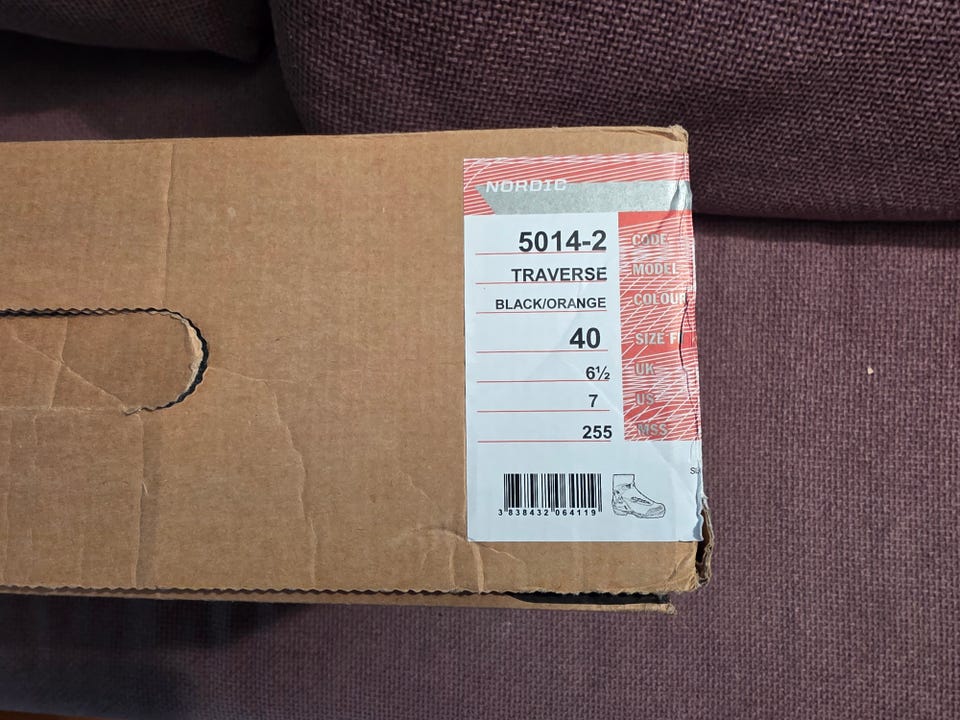 NORDIC
5014-2 CODE
TRAVERSE MODEL
BLACK/ORANGE COLOUR
40 SIZE
6½ UK
7 US
255 MSS
3 838432 064119